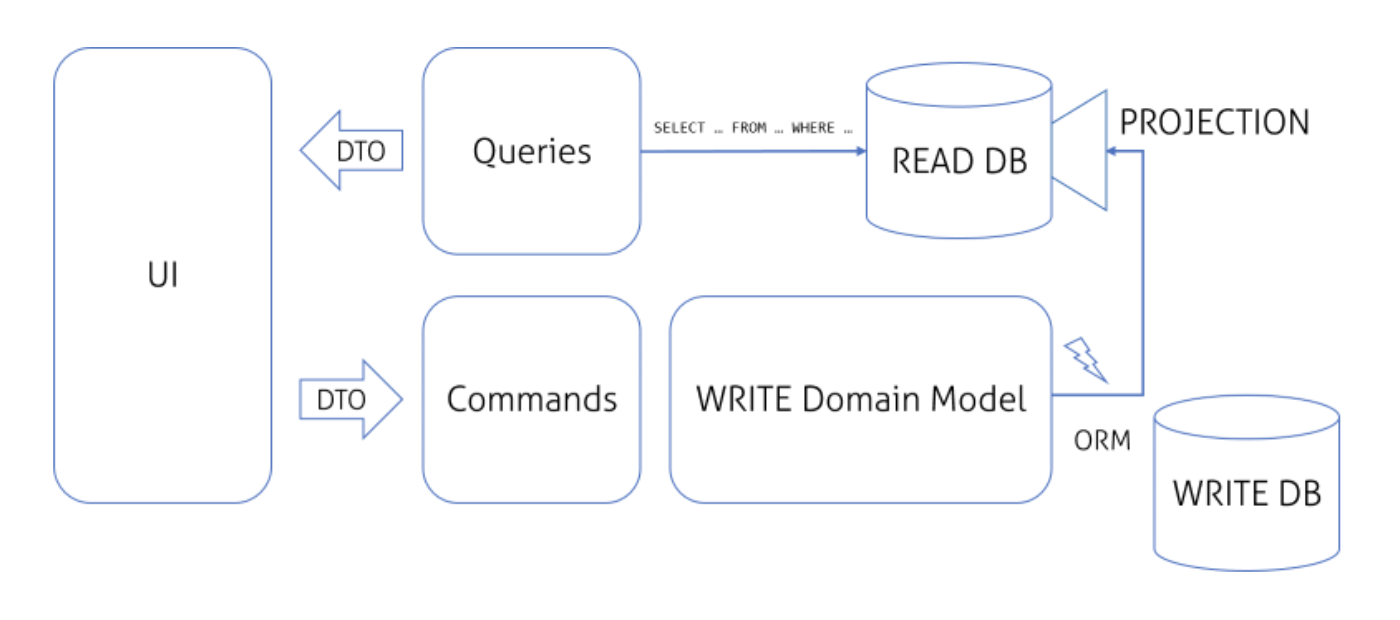 UI
DTO
Queries
SELECT … FROM … WHERE …
READ DB
PROJECTION
DTO
Commands
WRITE Domain Model
ORM
WRITE DB